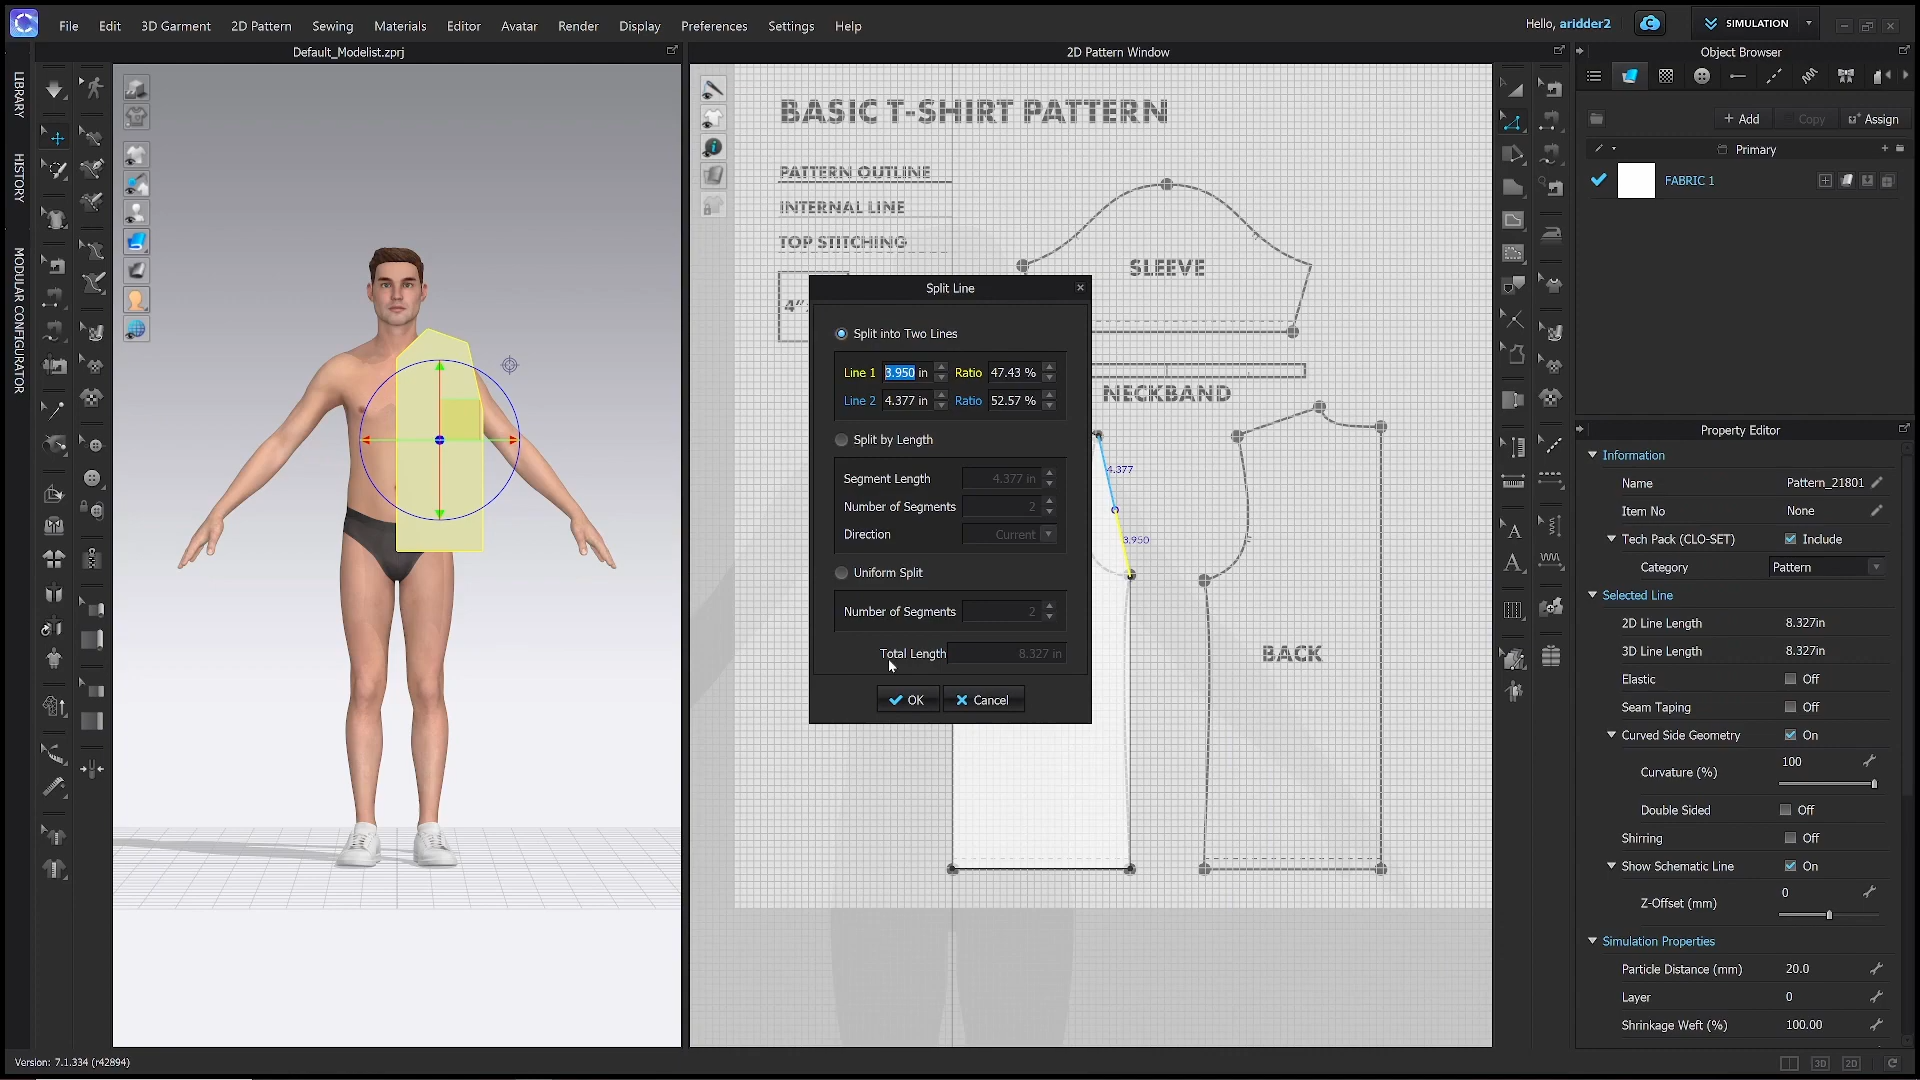 File Edit 3D Garment 2D Pattern Sewing Materials Editor Avatar Render Display Preferences Settings Help
Hello, aridder2
SIMULATION
Default_Modelist.zprj
2D Pattern Window
Object Browser
LIBRARY
HISTORY
MODULAR CONFIGURATOR
BASIC T-SHIRT PATTERN
PATTERN OUTLINE
INTERNAL LINE
TOP STITCHING
4"
SLEEVE
NECKBAND
BACK
4.377
3.950
Split Line
Split into Two Lines
Line 1 3.950 in Ratio 47.43 %
Line 2 4.377 in Ratio 52.57 %
Split by Length
Segment Length 4.377 in
Number of Segments 2
Direction Current
Uniform Split
Number of Segments 2
Total Length 8.327 in
OK Cancel
+ Add Copy Assign
Primary
FABRIC 1
Property Editor
Information
Name Pattern_21801
Item No None
Tech Pack (CLO-SET) Include
Category Pattern
Selected Line
2D Line Length 8.327in
3D Line Length 8.327in
Elastic Off
Seam Taping Off
Curved Side Geometry On
Curvature (%) 100
Double Sided Off
Shirring Off
Show Schematic Line On
Z-Offset (mm) 0
Simulation Properties
Particle Distance (mm) 20.0
Layer 0
Shrinkage Weft (%) 100.00
Version: 7.1.334 (r42894)
3D 2D